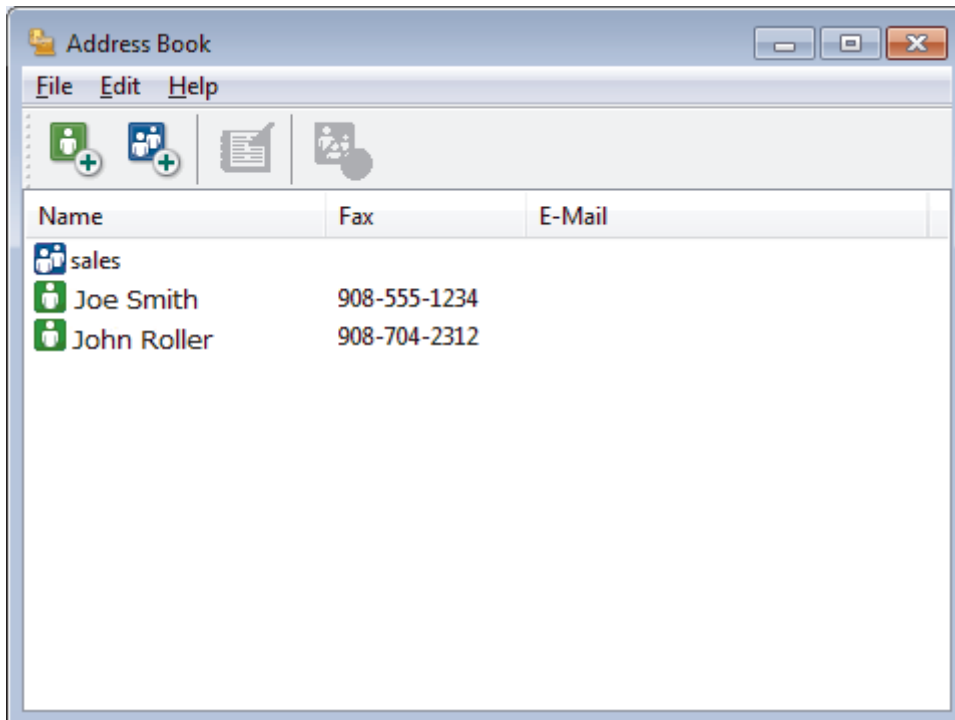 Address Book
File Edit Help
Name Fax E-Mail
sales
Joe Smith 908-555-1234
John Roller 908-704-2312